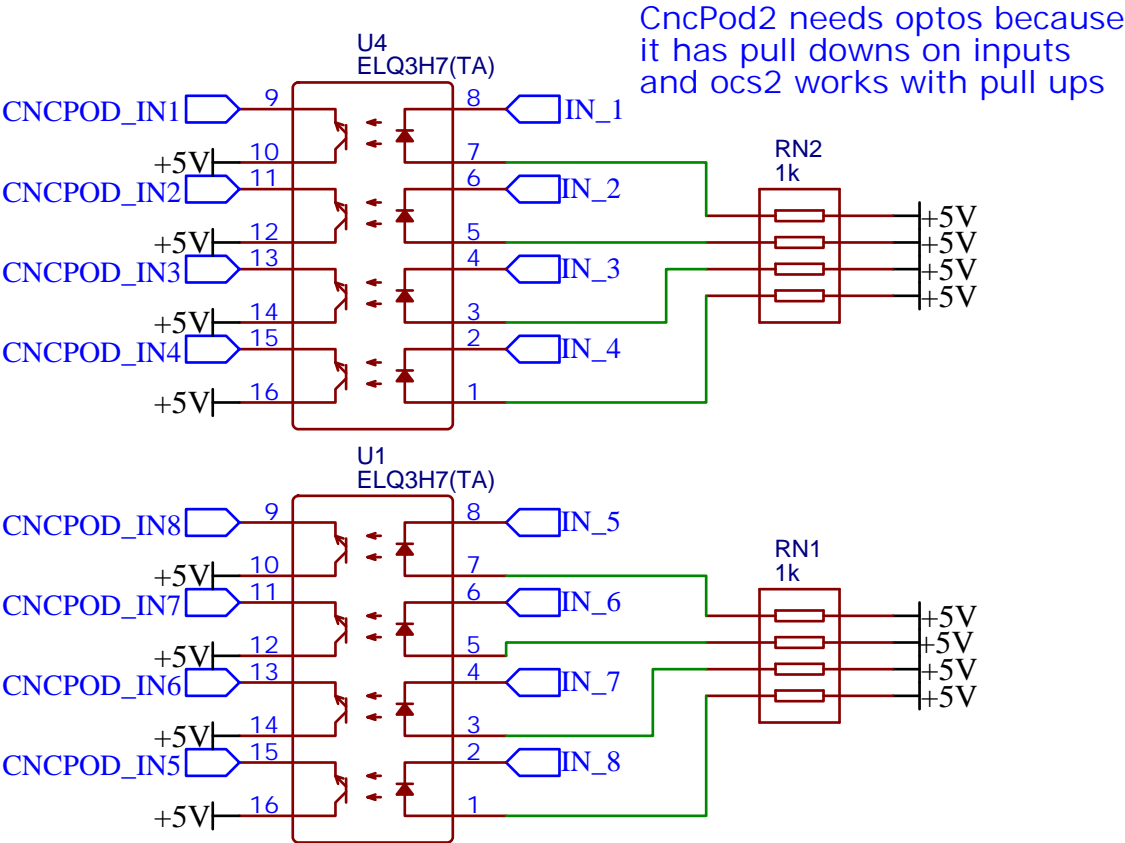 CncPod2 needs optos because
it has pull downs on inputs
and ocs2 works with pull ups
U4
ELQ3H7(TA)
CNCPOD_IN1 9 8 IN_1
+5V 10 7
CNCPOD_IN2 11 6 IN_2
+5V 12 5
CNCPOD_IN3 13 4 IN_3
+5V 14 3
CNCPOD_IN4 15 2 IN_4
+5V 16 1
RN2
1k
+5V
+5V
+5V
+5V
U1
ELQ3H7(TA)
CNCPOD_IN8 9 8 IN_5
+5V 10 7
CNCPOD_IN7 11 6 IN_6
+5V 12 5
CNCPOD_IN6 13 4 IN_7
+5V 14 3
CNCPOD_IN5 15 2 IN_8
+5V 16 1
RN1
1k
+5V
+5V
+5V
+5V